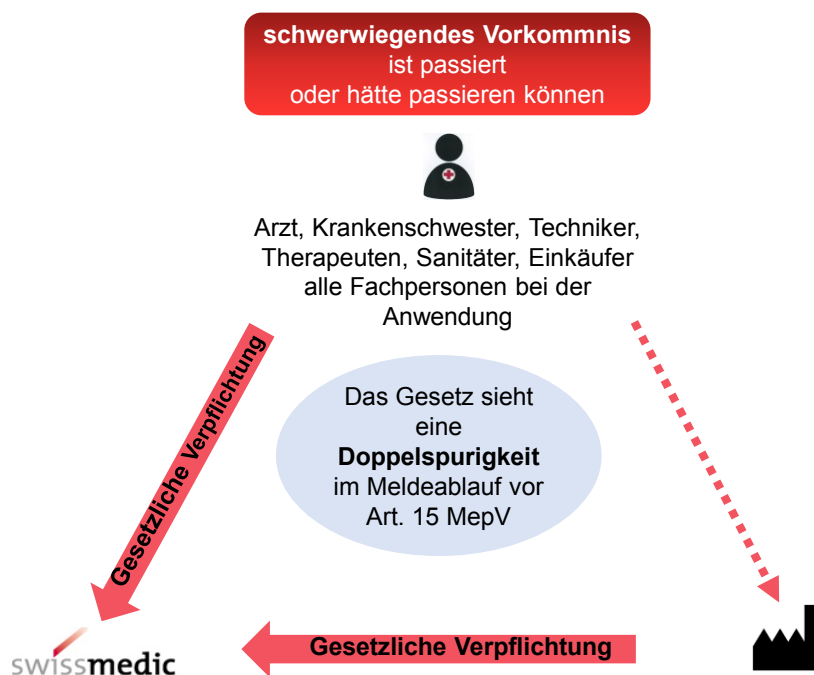 schwerwiegendes Vorkommnis
ist passiert
oder hätte passieren können
Arzt, Krankenschwester, Techniker,
Therapeuten, Sanitäter, Einkäufer
alle Fachpersonen bei der
Anwendung
Gesetzliche Verpflichtung
Das Gesetz sieht
eine
Doppelspurigkeit
im Meldeablauf vor
Art. 15 MepV
swissmedic
Gesetzliche Verpflichtung